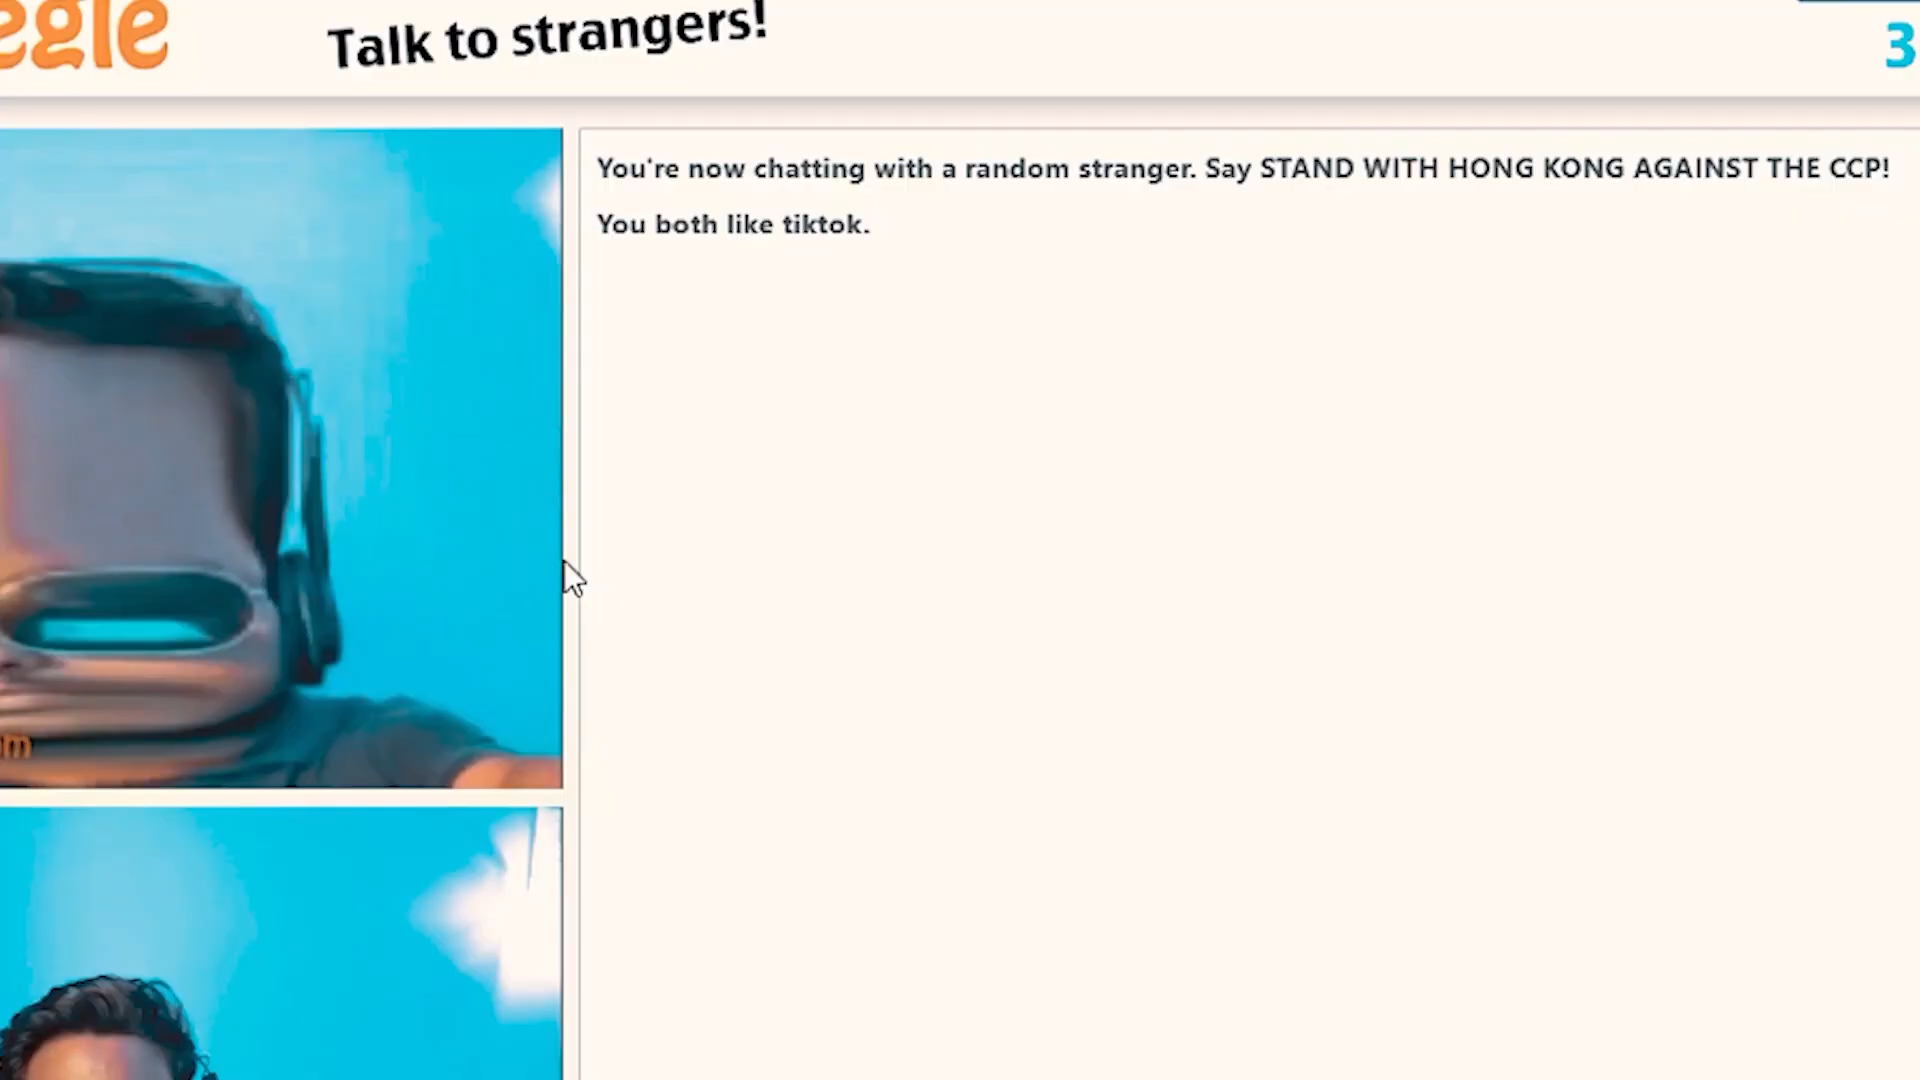 egle
Talk to strangers!
3
You're now chatting with a random stranger. Say STAND WITH HONG KONG AGAINST THE CCP!
You both like tiktok.
om